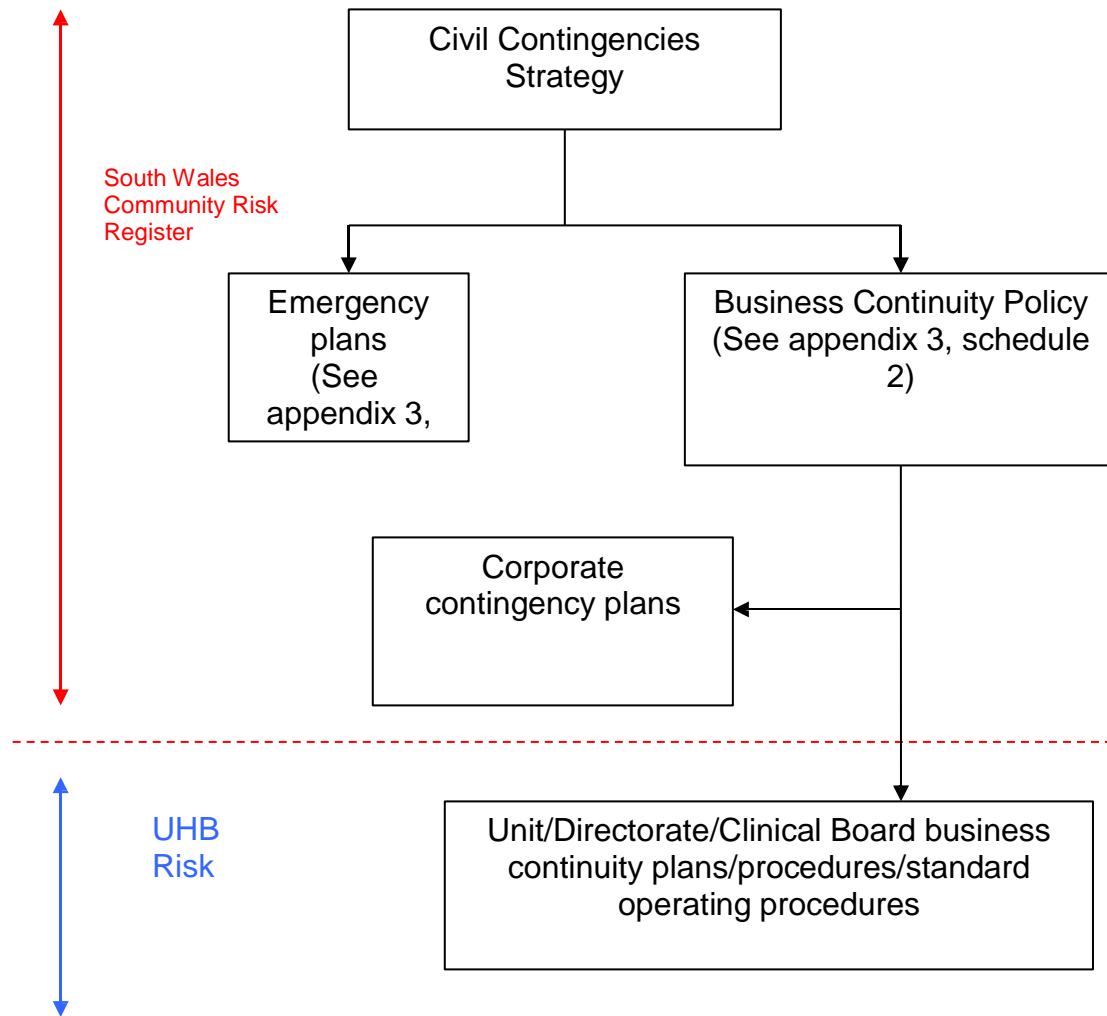 Civil Contingencies
Strategy
South Wales
Community Risk
Register
Emergency
plans
(See
appendix 3,
Business Continuity Policy
(See appendix 3, schedule
2)
Corporate
contingency plans
UHB
Risk
Unit/Directorate/Clinical Board business
continuity plans/procedures/standard
operating procedures